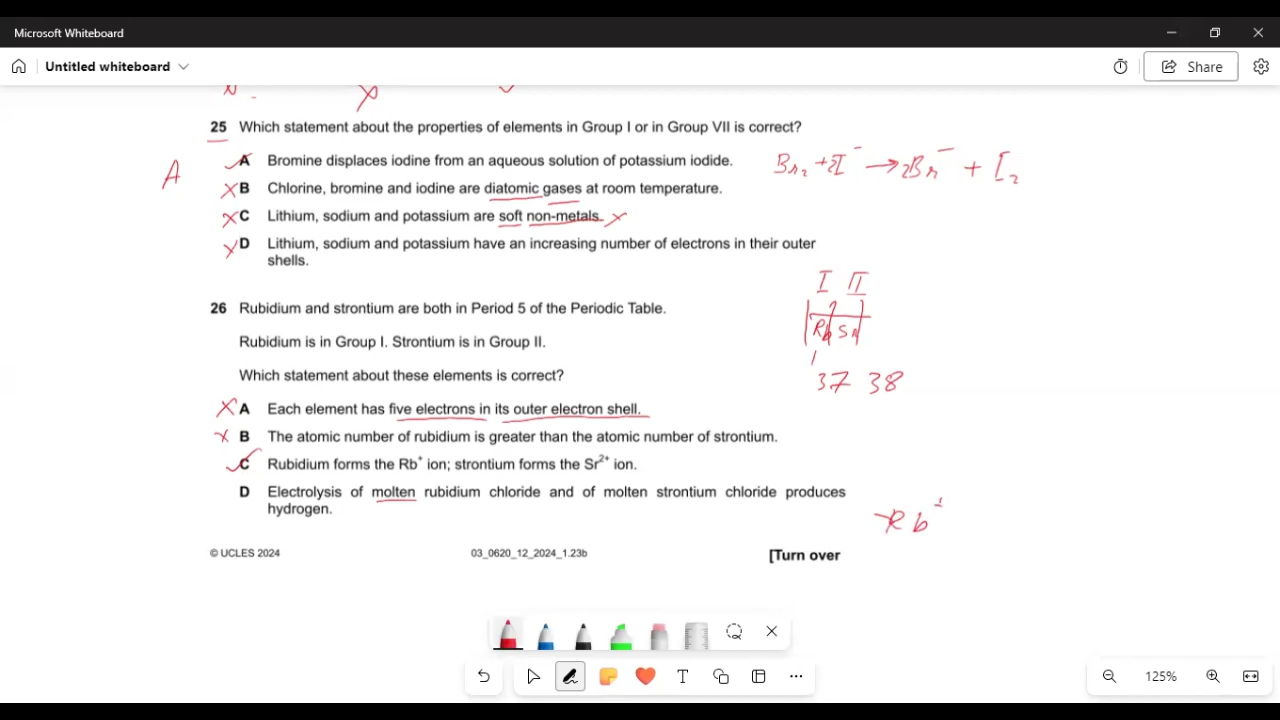 Microsoft Whiteboard
Untitled whiteboard
Share
25 Which statement about the properties of elements in Group I or in Group VII is correct?
A
A Bromine displaces iodine from an aqueous solution of potassium iodide.
Br₂ + 2I⁻ → 2Br⁻ + I₂
B Chlorine, bromine and iodine are diatomic gases at room temperature.
C Lithium, sodium and potassium are soft non-metals.
D Lithium, sodium and potassium have an increasing number of electrons in their outer
shells.
I II
Rb Sr
37 38
26 Rubidium and strontium are both in Period 5 of the Periodic Table.
Rubidium is in Group I. Strontium is in Group II.
Which statement about these elements is correct?
A Each element has five electrons in its outer electron shell.
B The atomic number of rubidium is greater than the atomic number of strontium.
C Rubidium forms the Rb⁺ ion; strontium forms the Sr²⁺ ion.
D Electrolysis of molten rubidium chloride and of molten strontium chloride produces
hydrogen.
Rb⁺
© UCLES 2024
03_0620_12_2024_1.23b
[Turn over
125%